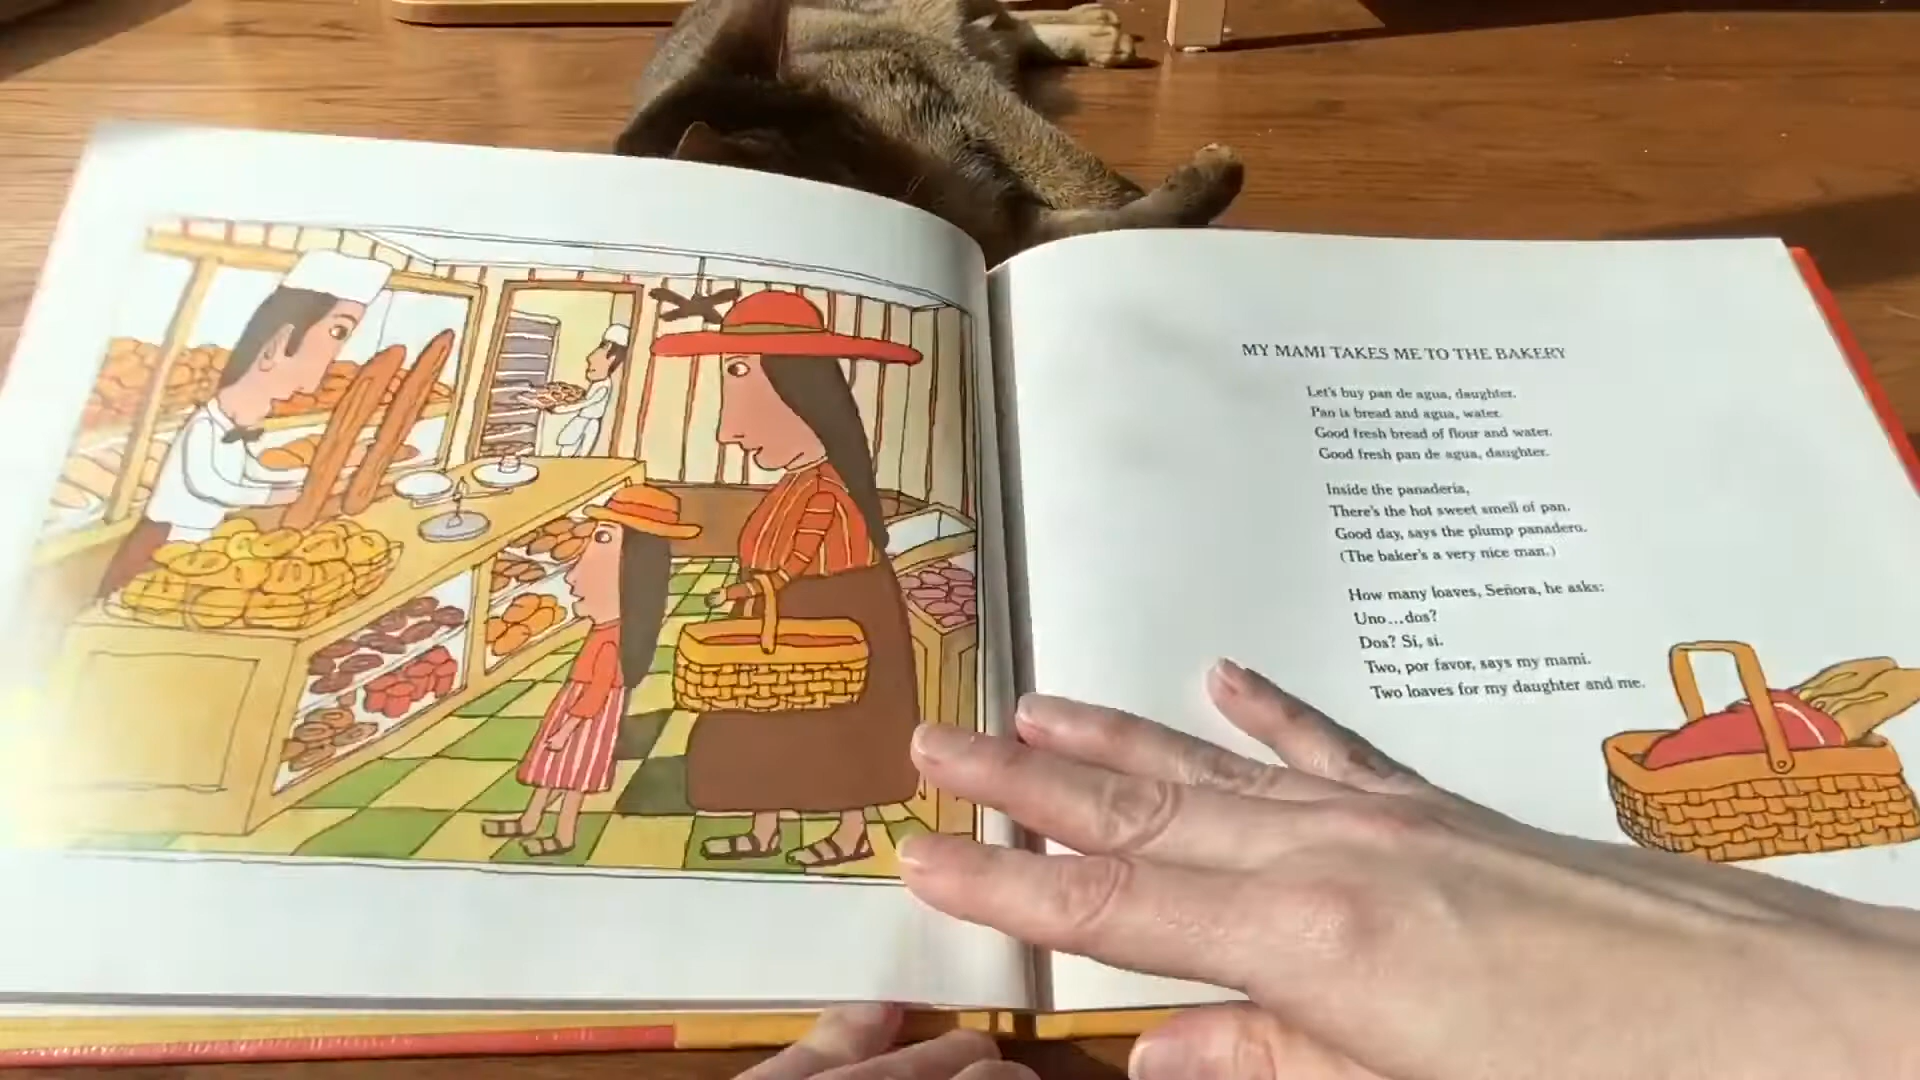 MY MAMI TAKES ME TO THE BAKERY
Let's buy pan de agua, daughter.
Pan is bread and agua, water.
Good fresh bread of flour and water.
Good fresh pan de agua, daughter.
Inside the panadería,
There's the hot sweet smell of pan.
Good day, says the plump panadero.
(The baker's a very nice man.)
How many loaves, Señora, he asks:
Uno...dos?
Dos? Sí, sí.
Two, por favor, says my mami.
Two loaves for my daughter and me.